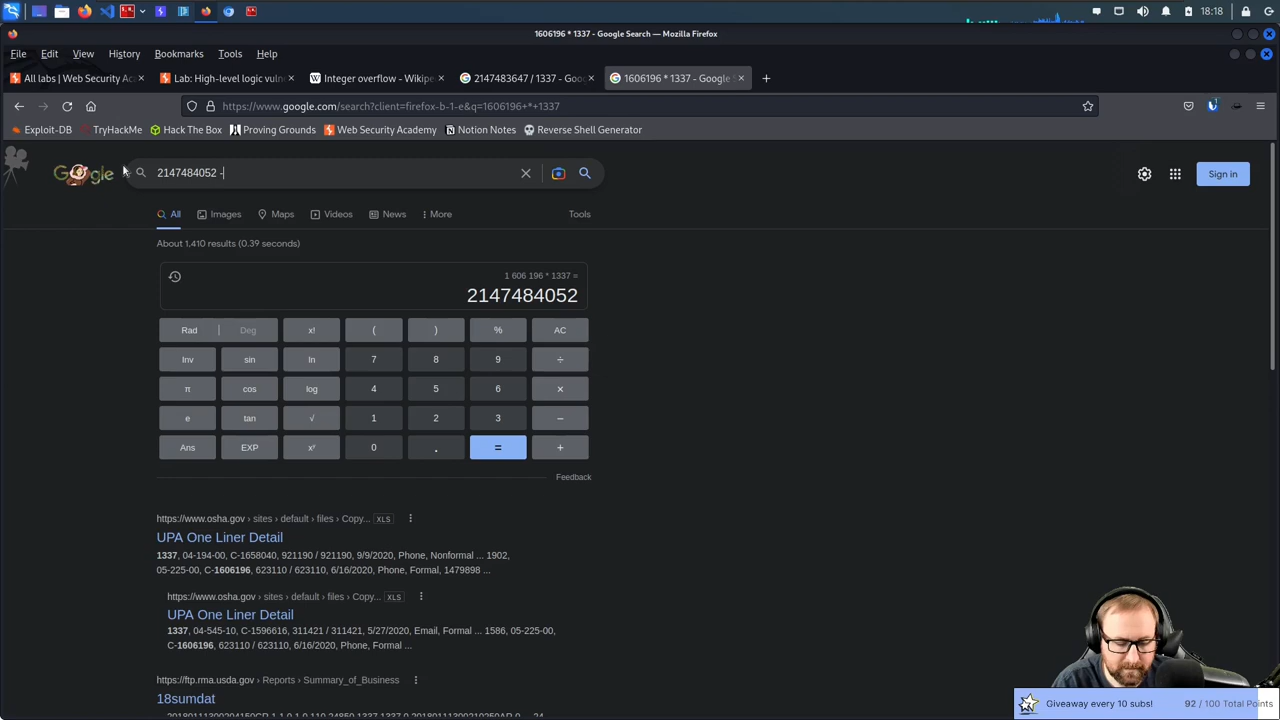 18:18
1606196 * 1337 - Google Search — Mozilla Firefox
File Edit View History Bookmarks Tools Help
All labs | Web Security Ac
Lab: High-level logic vuln
Integer overflow - Wikipe
2147483647 / 1337 - Goo
1606196 * 1337 - Google S
https://www.google.com/search?client=firefox-b-1-e&q=1606196+*+1337
Exploit-DB TryHackMe Hack The Box Proving Grounds Web Security Academy Notion Notes Reverse Shell Generator
Google
2147484052 -
Sign in
All Images Maps Videos News More Tools
About 1,410 results (0.39 seconds)
1 606 196 * 1337 =
2147484052
Rad Deg x! ( ) % AC
Inv sin ln 7 8 9 ÷
π cos log 4 5 6 ×
e tan √ 1 2 3 −
Ans EXP xʸ 0 . = +
Feedback
https://www.osha.gov › sites › default › files › Copy... XLS
UPA One Liner Detail
1337, 04-194-00, C-1658040, 921190 / 921190, 9/9/2020, Phone, Nonformal ... 1902,
05-225-00, C-1606196, 623110 / 623110, 6/16/2020, Phone, Formal, 1479898 ...
https://www.osha.gov › sites › default › files › Copy... XLS
UPA One Liner Detail
1337, 04-545-10, C-1596616, 311421 / 311421, 5/27/2020, Email, Formal ... 1586, 05-225-00,
C-1606196, 623110 / 623110, 6/16/2020, Phone, Formal ...
https://ftp.rma.usda.gov › Reports › Summary_of_Business
18sumdat
Giveaway every 10 subs! 92 / 100 Total Points